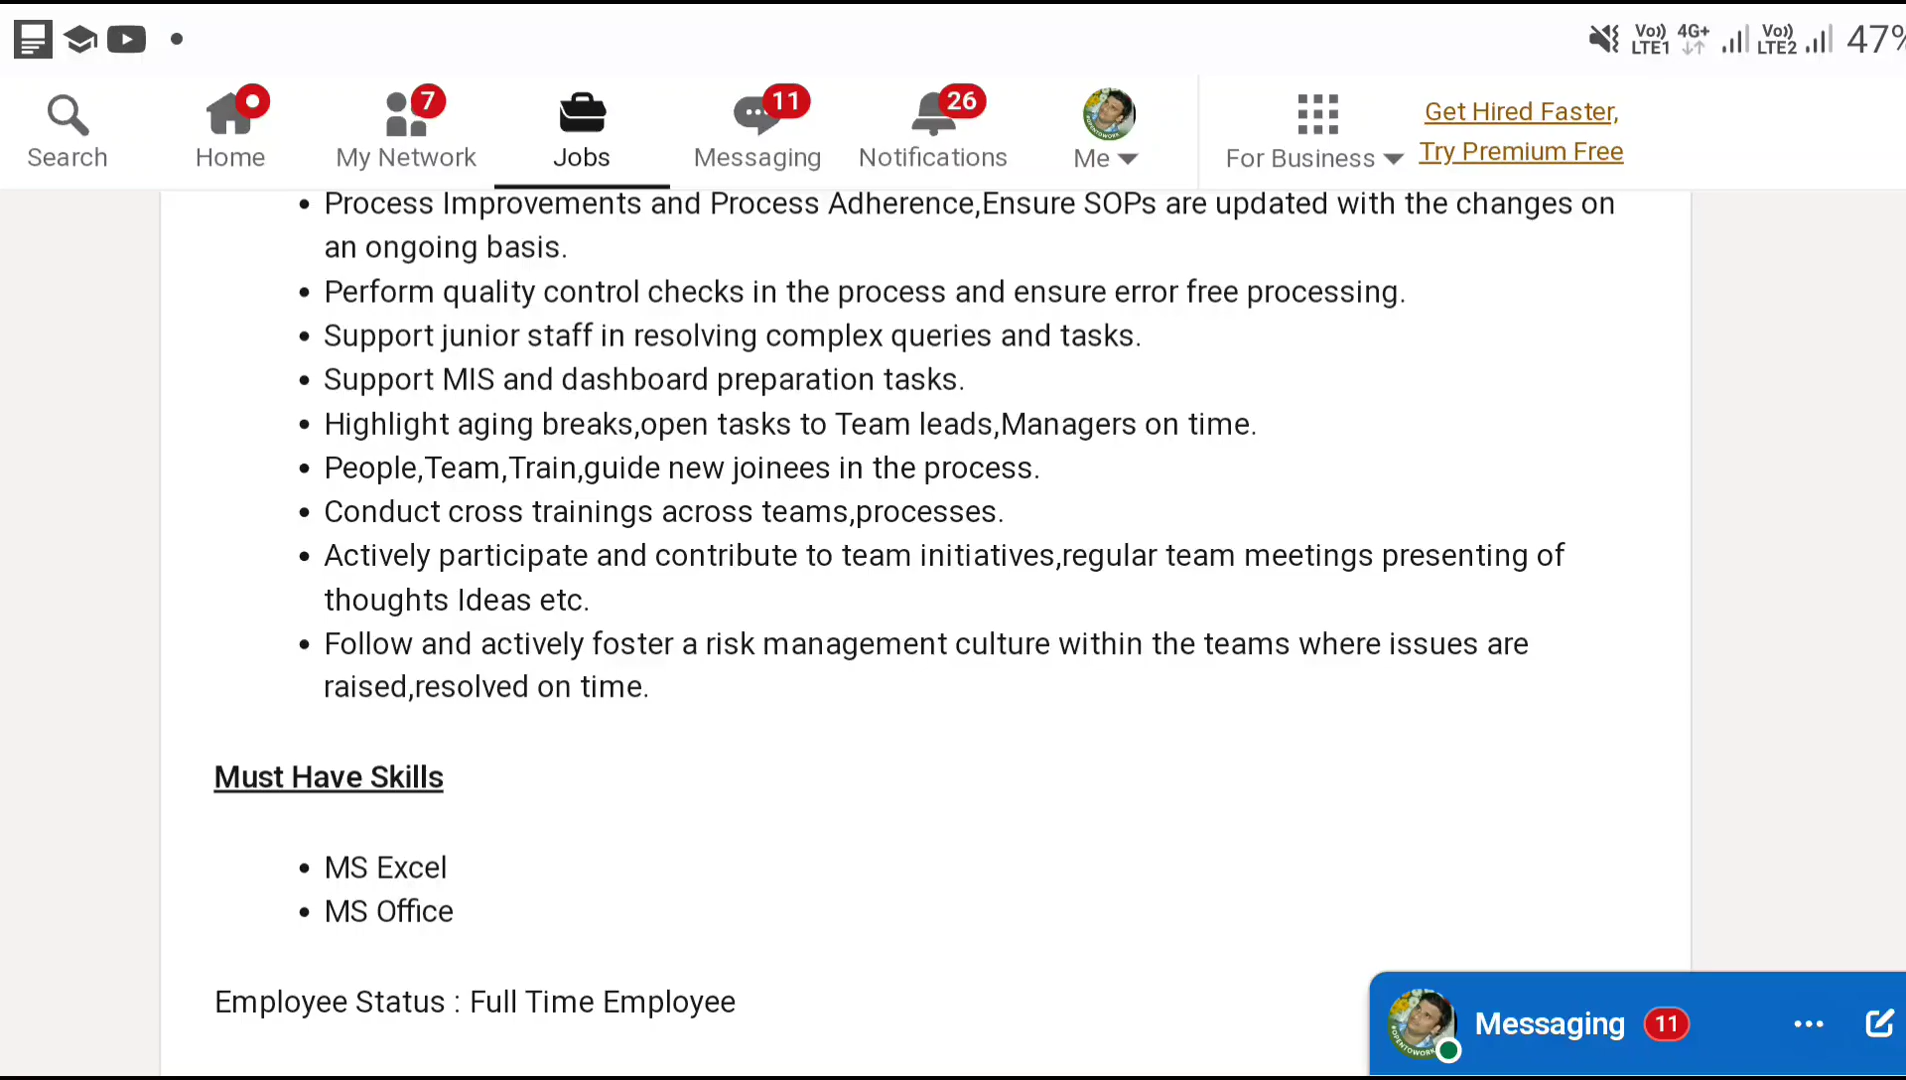 Vo)) 4G+ Vo)) 47%
LTE1 LTE2
7 11 26
Search Home My Network Jobs Messaging Notifications Me For Business
Get Hired Faster,
Try Premium Free
• Process Improvements and Process Adherence,Ensure SOPs are updated with the changes on
an ongoing basis.
• Perform quality control checks in the process and ensure error free processing.
• Support junior staff in resolving complex queries and tasks.
• Support MIS and dashboard preparation tasks.
• Highlight aging breaks,open tasks to Team leads,Managers on time.
• People,Team,Train,guide new joinees in the process.
• Conduct cross trainings across teams,processes.
• Actively participate and contribute to team initiatives,regular team meetings presenting of
thoughts Ideas etc.
• Follow and actively foster a risk management culture within the teams where issues are
raised,resolved on time.
Must Have Skills
• MS Excel
• MS Office
Employee Status : Full Time Employee
#OPENTOWORK
Messaging 11